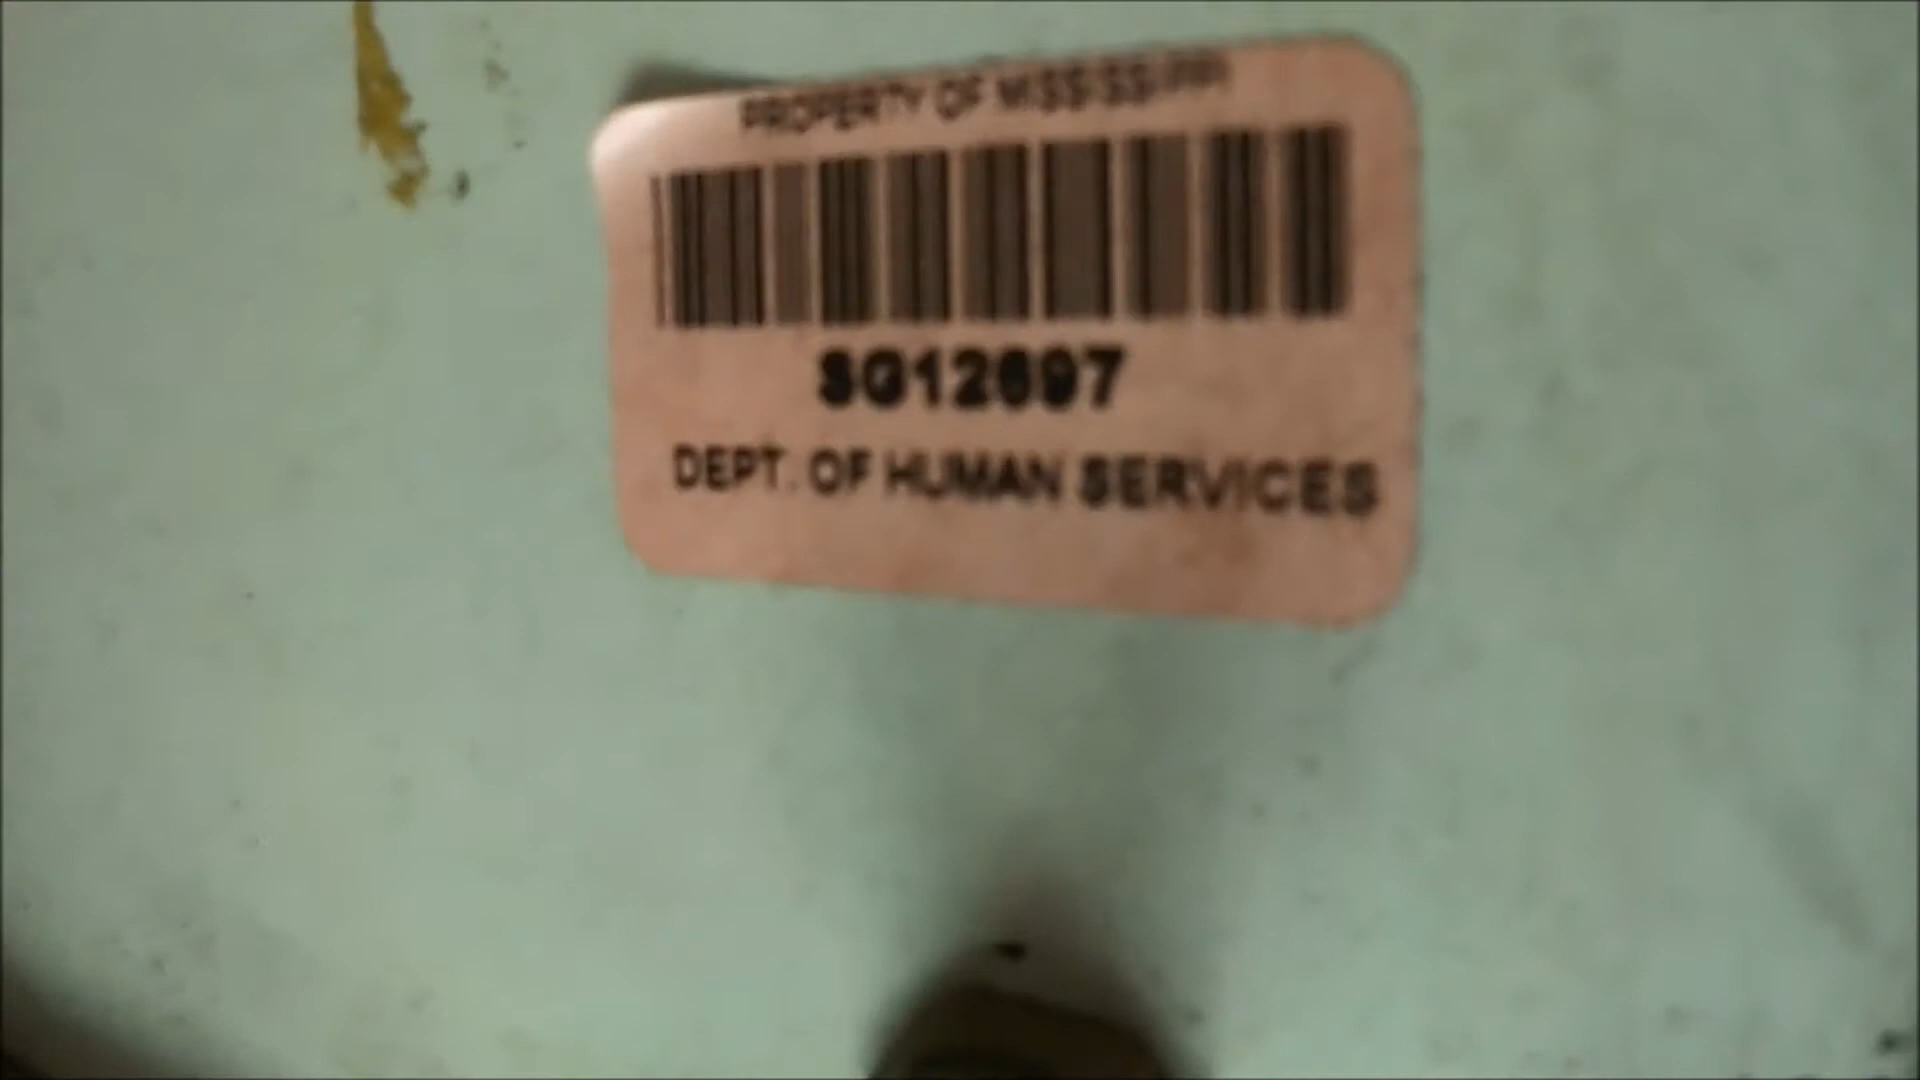 PROPERTY OF MISSISSIPPI
SG12697
DEPT. OF HUMAN SERVICES